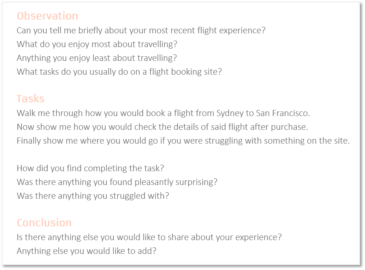 Observation
Can you tell me briefly about your most recent flight experience?
What do you enjoy most about travelling?
Anything you enjoy least about travelling?
What tasks do you usually do on a flight booking site?
Tasks
Walk me through how you would book a flight from Sydney to San Francisco.
Now show me how you would check the details of said flight after purchase.
Finally show me where you would go if you were struggling with something on the site.
How did you find completing the task?
Was there anything you found pleasantly surprising?
Was there anything you struggled with?
Conclusion
Is there anything else you would like to share about your experience?
Anything else you would like to add?